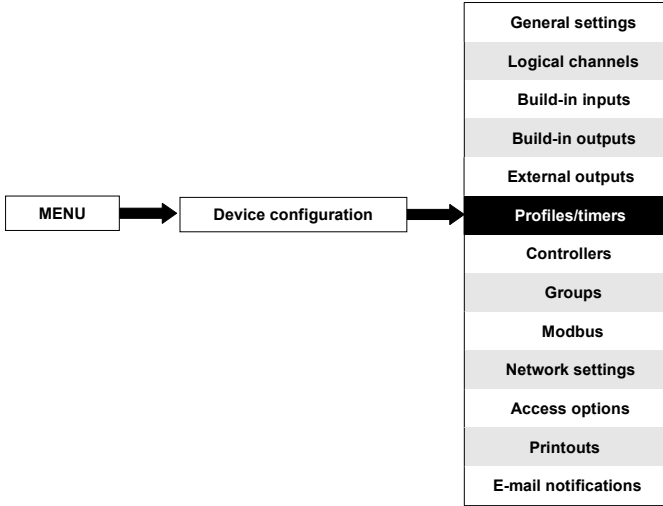 General settings
Logical channels
Build-in inputs
Build-in outputs
External outputs
MENU
Device configuration
Profiles/timers
Controllers
Groups
Modbus
Network settings
Access options
Printouts
E-mail notifications